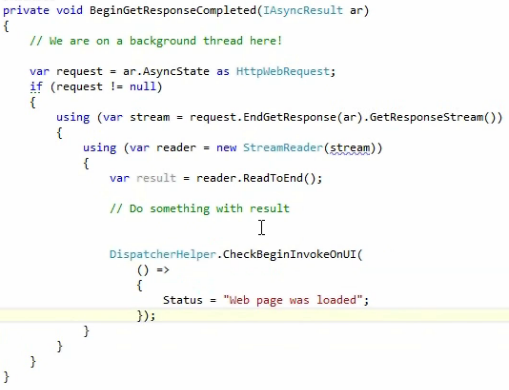 private void BeginGetResponseCompleted(IAsyncResult ar)
{
    // We are on a background thread here!
    var request = ar.AsyncState as HttpWebRequest;
    if (request != null)
    {
        using (var stream = request.EndGetResponse(ar).GetResponseStream())
        {
            using (var reader = new StreamReader(stream))
            {
                var result = reader.ReadToEnd();
                // Do something with result
                DispatcherHelper.CheckBeginInvokeOnUI(
                    () =>
                    {
                        Status = "Web page was loaded";
                    });
            }
        }
    }
}